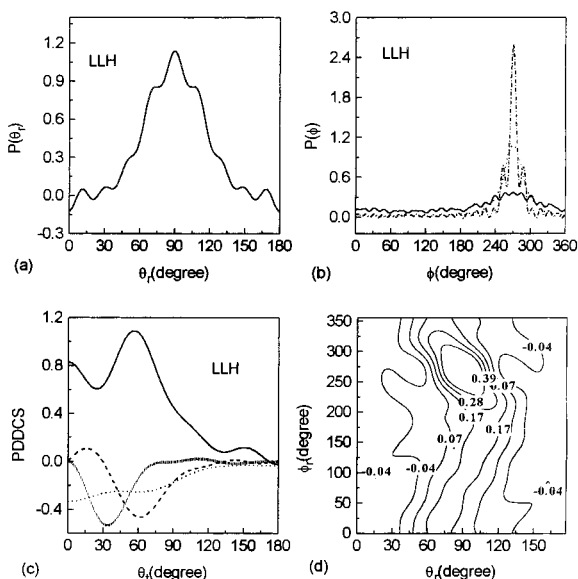 LLH
P(θr)
1.2
0.9
0.6
0.3
0.0
-0.3
0 30 60 90 120 150 180
(a)
θr(degree)
LLH
P(ϕ)
3.0
2.4
1.8
1.2
0.6
0.0
0 60 120 180 240 300 360
(b)
ϕ(degree)
LLH
PDDCS
1.2
0.8
0.4
0.0
-0.4
0 30 60 90 120 150 180
(c)
ϕr(degree)
350
300
250
200
150
100
50
0
-0.04
-0.04
0.39
0.07
0.28
0.17
0.07
0.17
-0.04
-0.04
-0.04
0 30 60 90 120 150
(d)
θr(degree)